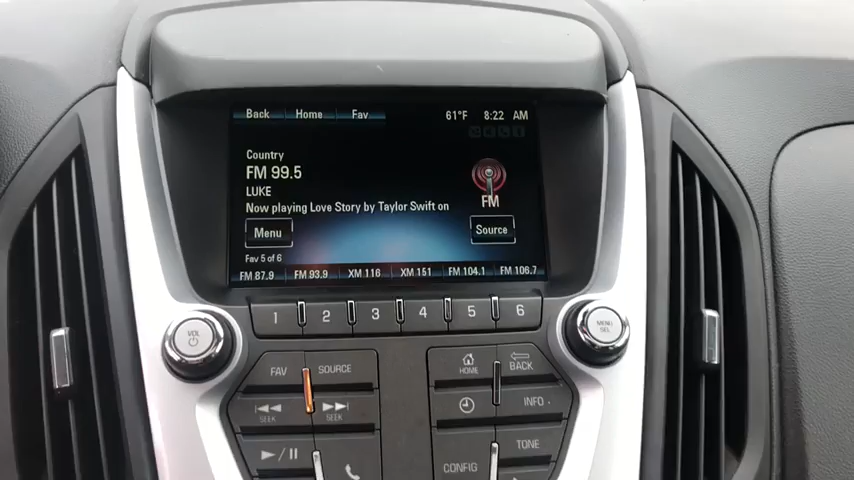 Back Home Fav 61°F 8:22 AM
Country
FM 99.5
LUKE
FM
Now playing Love Story by Taylor Swift on
Menu Source
Fav 5 of 6
FM 87.9 FM 93.9 XM 116 XM 151 FM 104.1 FM 106.7
1 2 3 4 5 6
VOL
MENU
SEL
FAV SOURCE
HOME BACK
SEEK SEEK
INFO
TONE
CONFIG